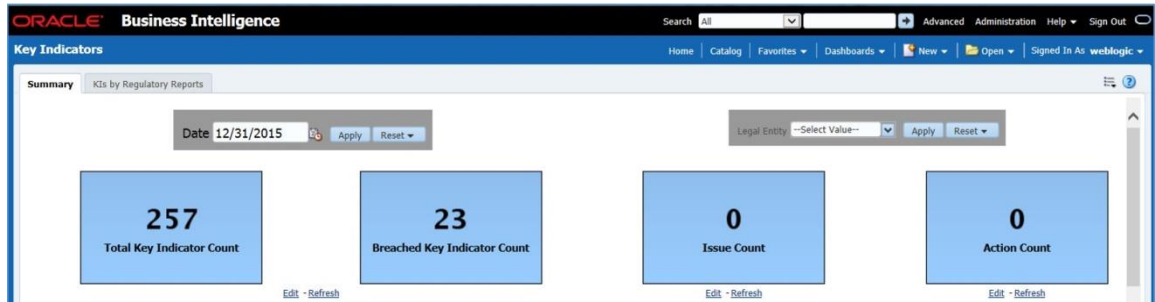 ORACLE Business Intelligence Search All Advanced Administration Help Sign Out
Key Indicators Home Catalog Favorites Dashboards New Open Signed In As weblogic
Summary KIs by Regulatory Reports
Date 12/31/2015 Apply Reset Legal Entity --Select Value-- Apply Reset
257 23 0 0
Total Key Indicator Count Breached Key Indicator Count Issue Count Action Count
Edit - Refresh Edit - Refresh Edit - Refresh